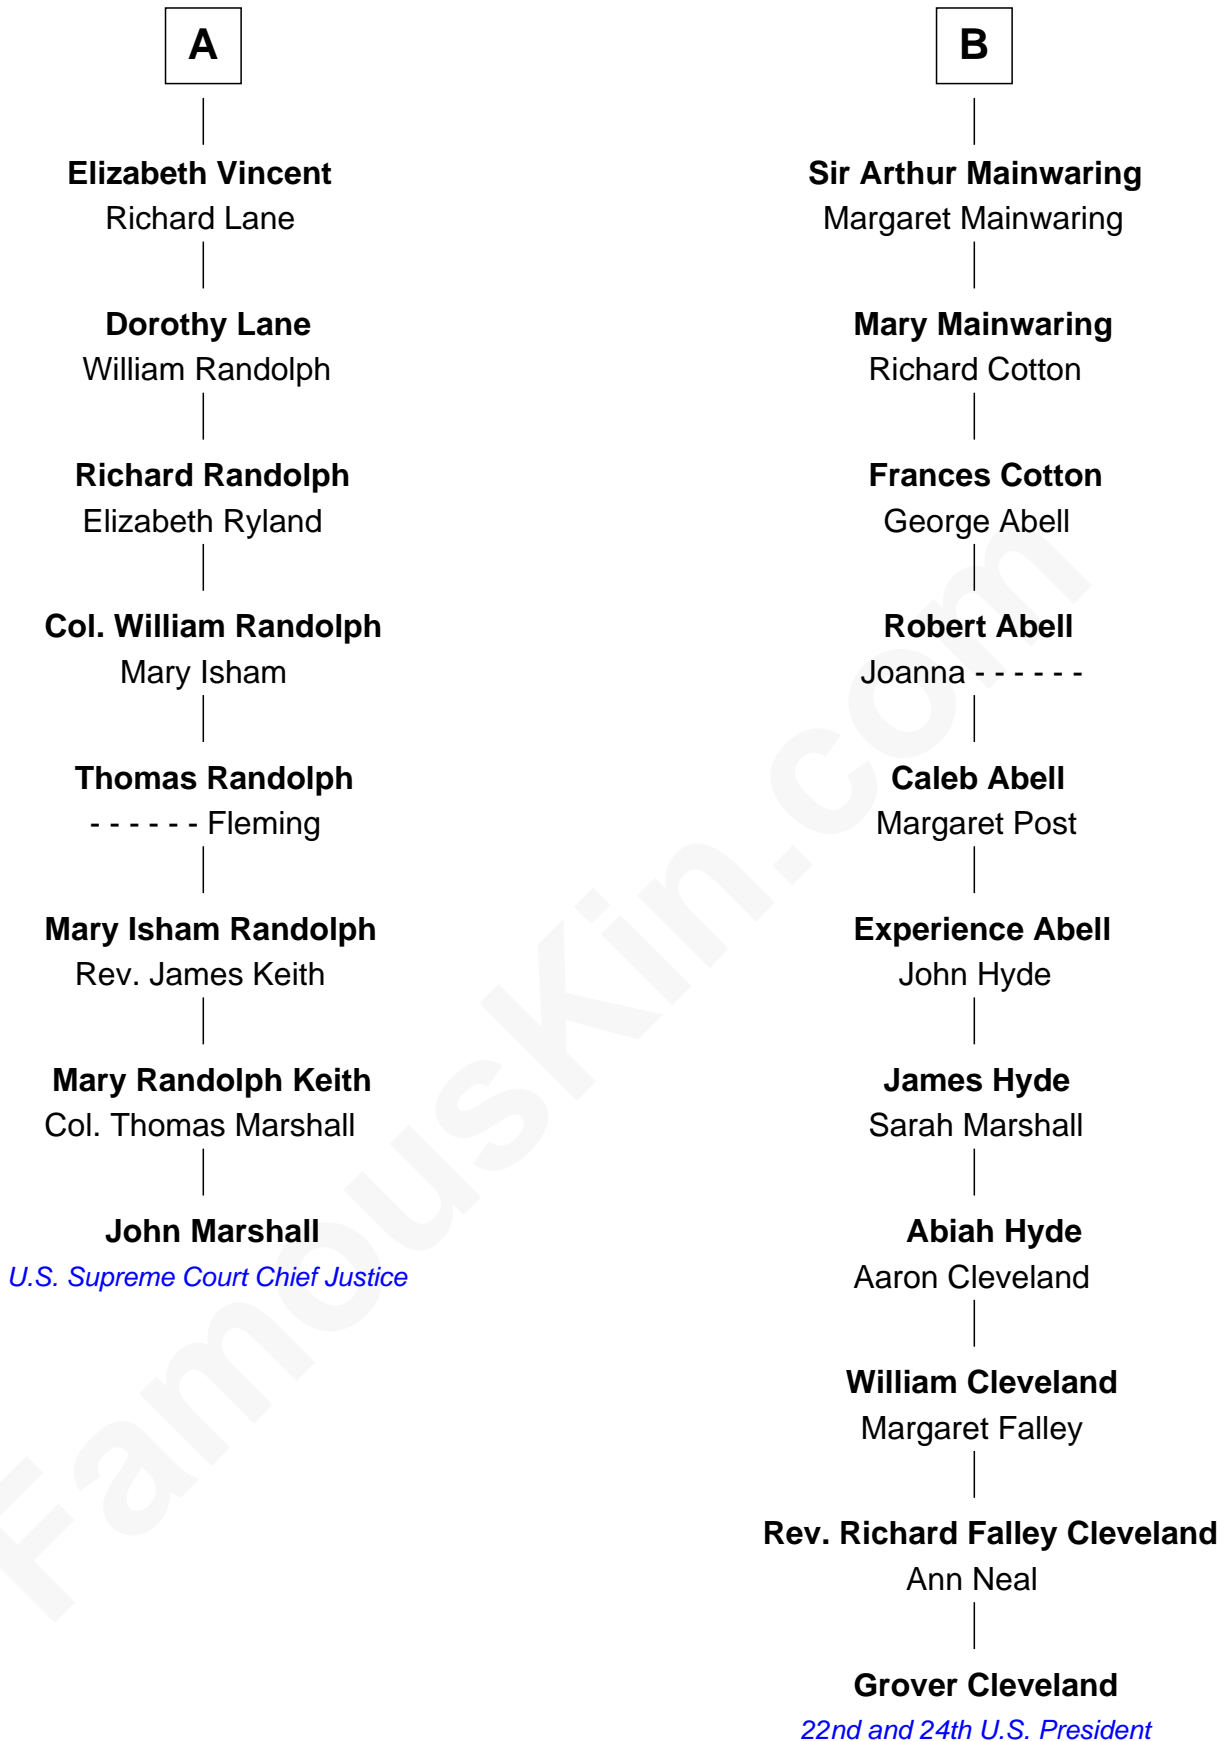 A
Elizabeth Vincent
Richard Lane
Dorothy Lane
William Randolph
Richard Randolph
Elizabeth Ryland
Col. William Randolph
Mary Isham
Thomas Randolph
- - - - - - Fleming
Mary Isham Randolph
Rev. James Keith
Mary Randolph Keith
Col. Thomas Marshall
John Marshall
U.S. Supreme Court Chief Justice
B
Sir Arthur Mainwaring
Margaret Mainwaring
Mary Mainwaring
Richard Cotton
Frances Cotton
George Abell
Robert Abell
Joanna - - - - - -
Caleb Abell
Margaret Post
Experience Abell
John Hyde
James Hyde
Sarah Marshall
Abiah Hyde
Aaron Cleveland
William Cleveland
Margaret Falley
Rev. Richard Falley Cleveland
Ann Neal
Grover Cleveland
22nd and 24th U.S. President
FamousKin.com